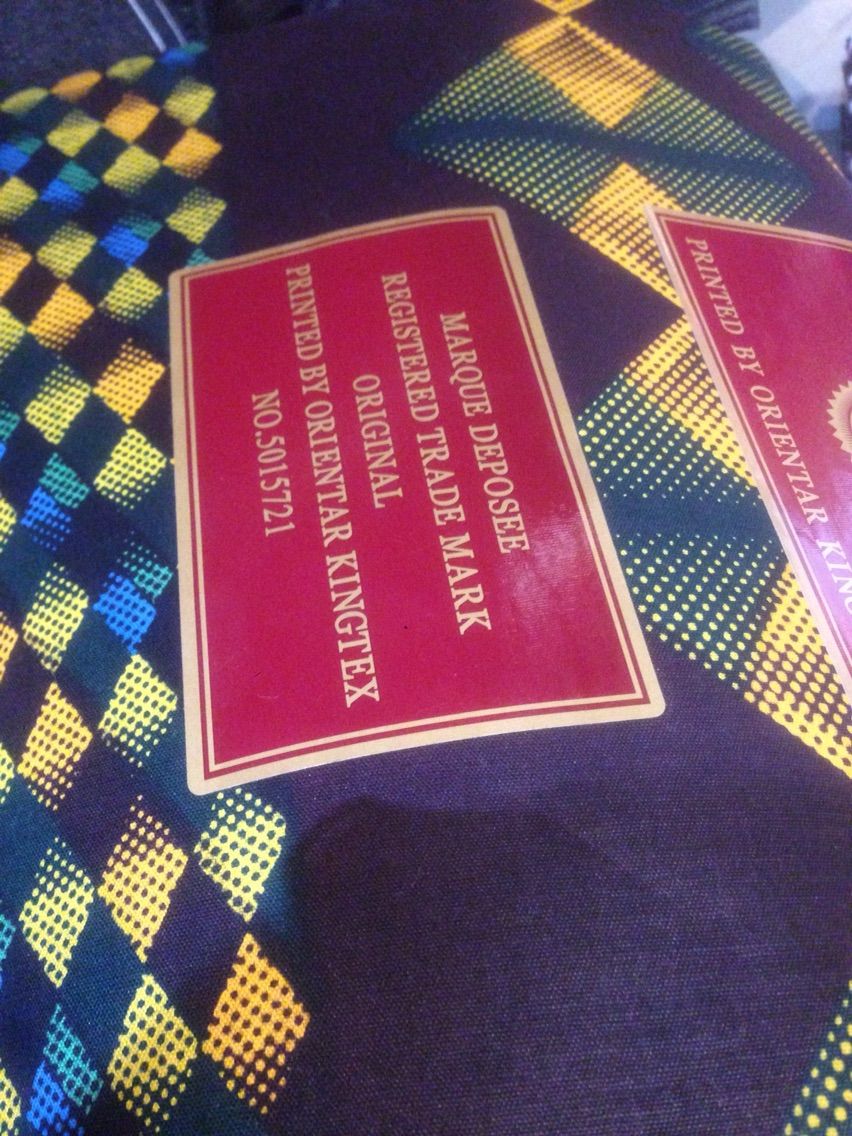 MARQUE DEPOSEE
REGISTERED TRADE MARK
ORIGINAL
PRINTED BY ORIENTAR KINGTEX
NO.5015721
PRINTED BY ORIENTAR